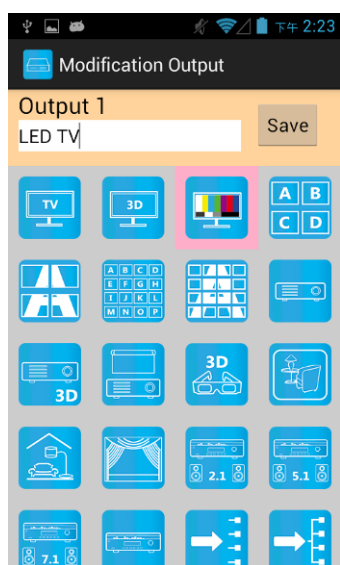 下午 2:23
Modification Output
Output 1
LED TV
Save
TV
3D
A B
C D
A B C D
E F G H
I J K L
M N O P
3D
3D
2.1
5.1
7.1